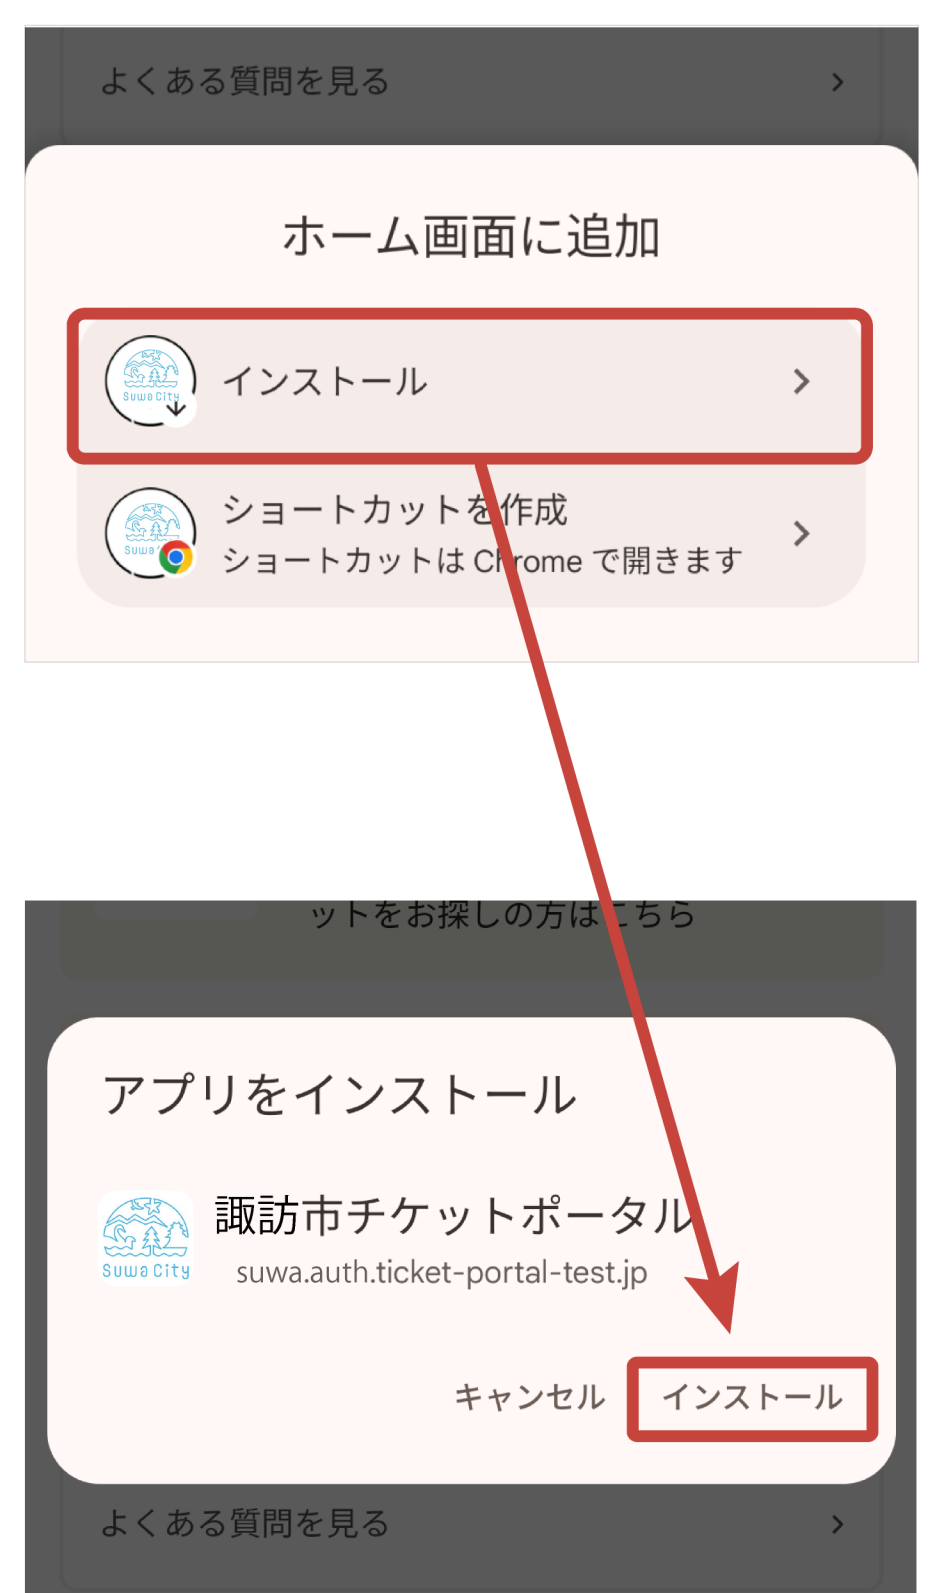 よくある質問を見る
ホーム画面に追加
Suwa City
インストール
Suwa
ショートカットを作成
ショートカットは Chrome で開きます
ットをお探しの方はこちら
アプリをインストール
Suwa City
諏訪市チケットポータル
suwa.auth.ticket-portal-test.jp
キャンセル インストール
よくある質問を見る